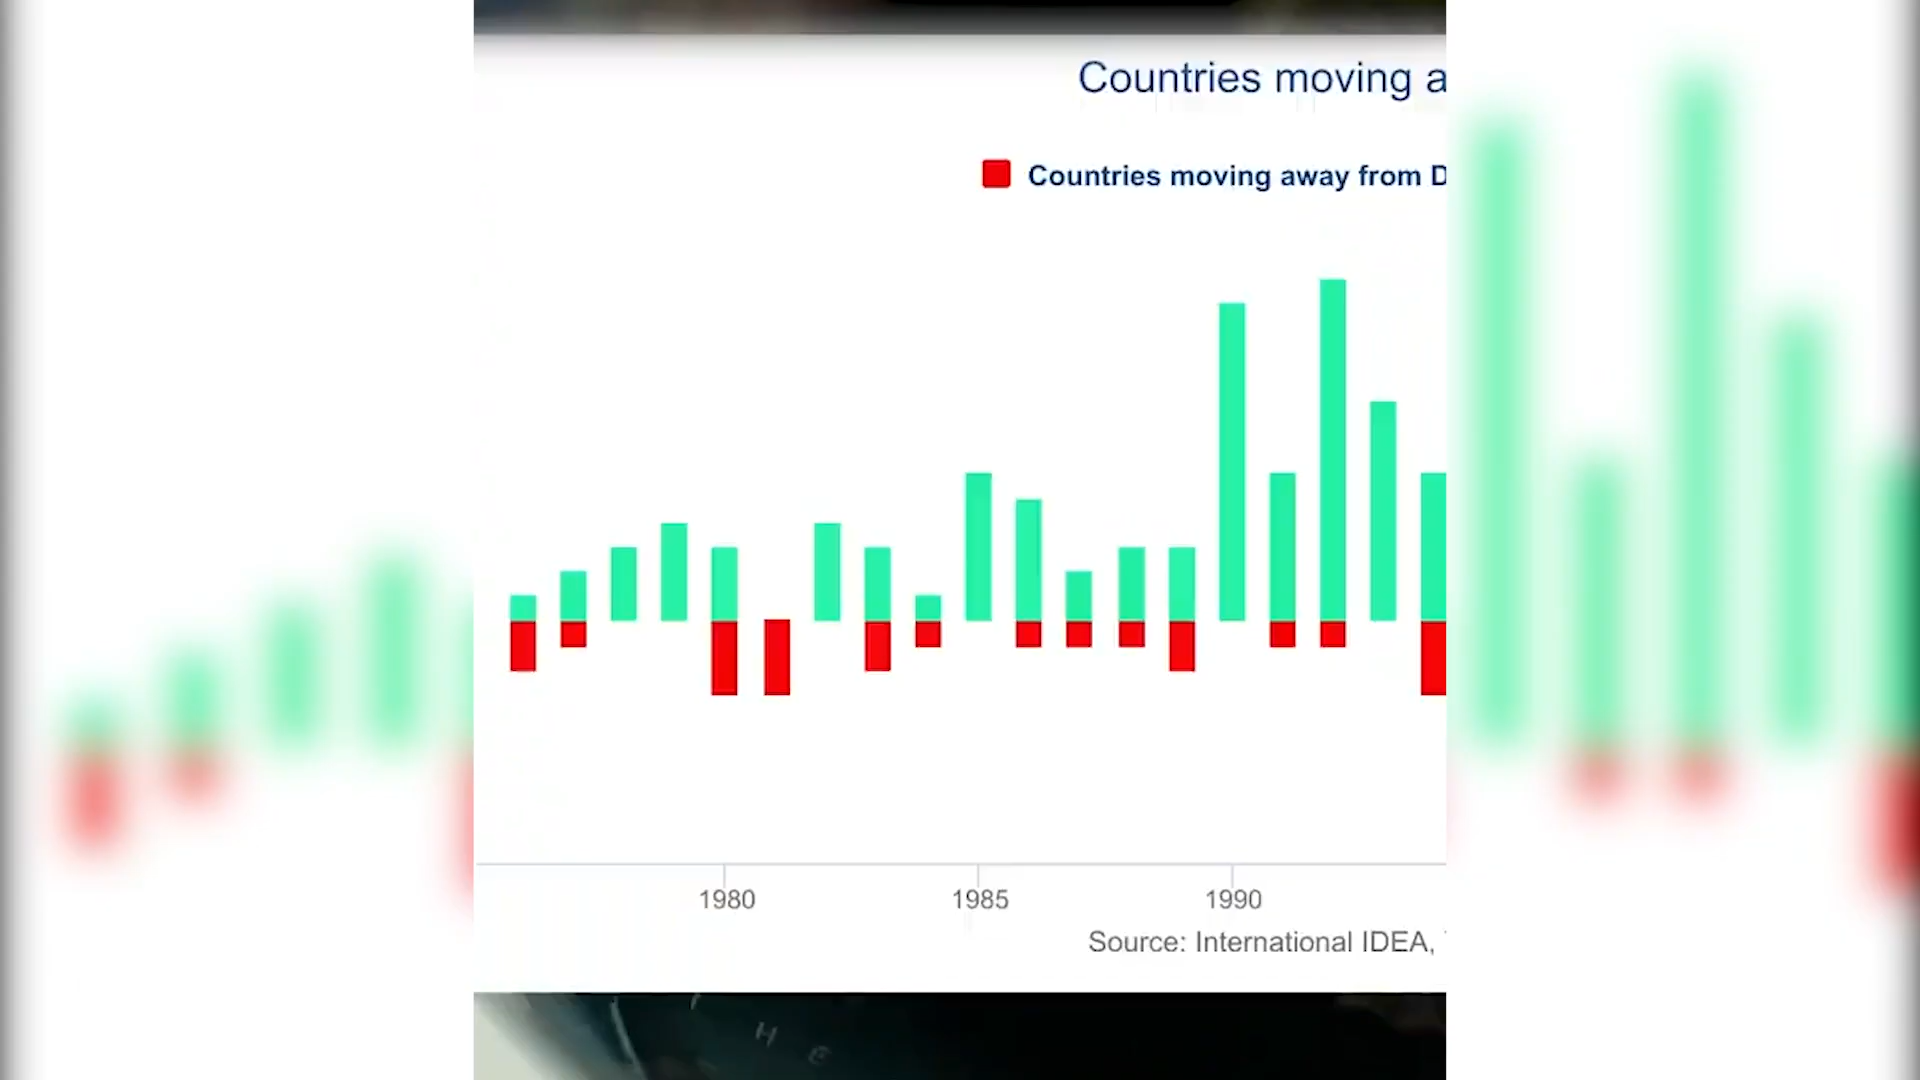 Countries moving a
Countries moving away from D
1980 1985 1990
Source: International IDEA,
H E